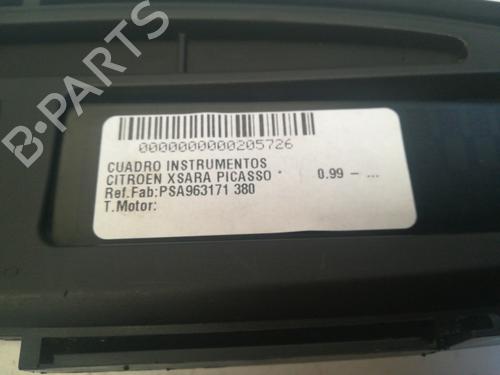 B-PARTS
0000000000205726
CUADRO INSTRUMENTOS
CITROEN XSARA PICASSO * 0.99 - ...
Ref.Fab:PSA963171 380
T.Motor: